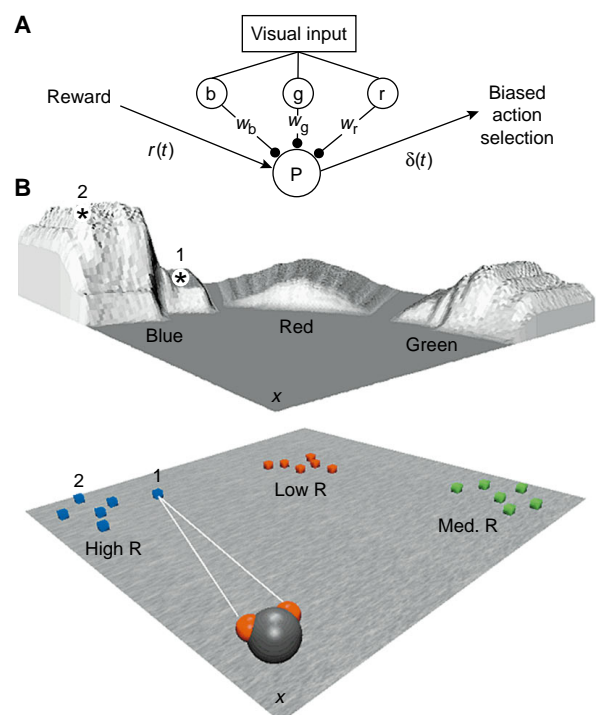 A
Visual input
b g r
Reward
w_b w_g w_r
Biased
action
selection
r(t)
P
δ(t)
B
2
*
1
*
Blue
Red
Green
x
2
1
Low R
High R
Med. R
x